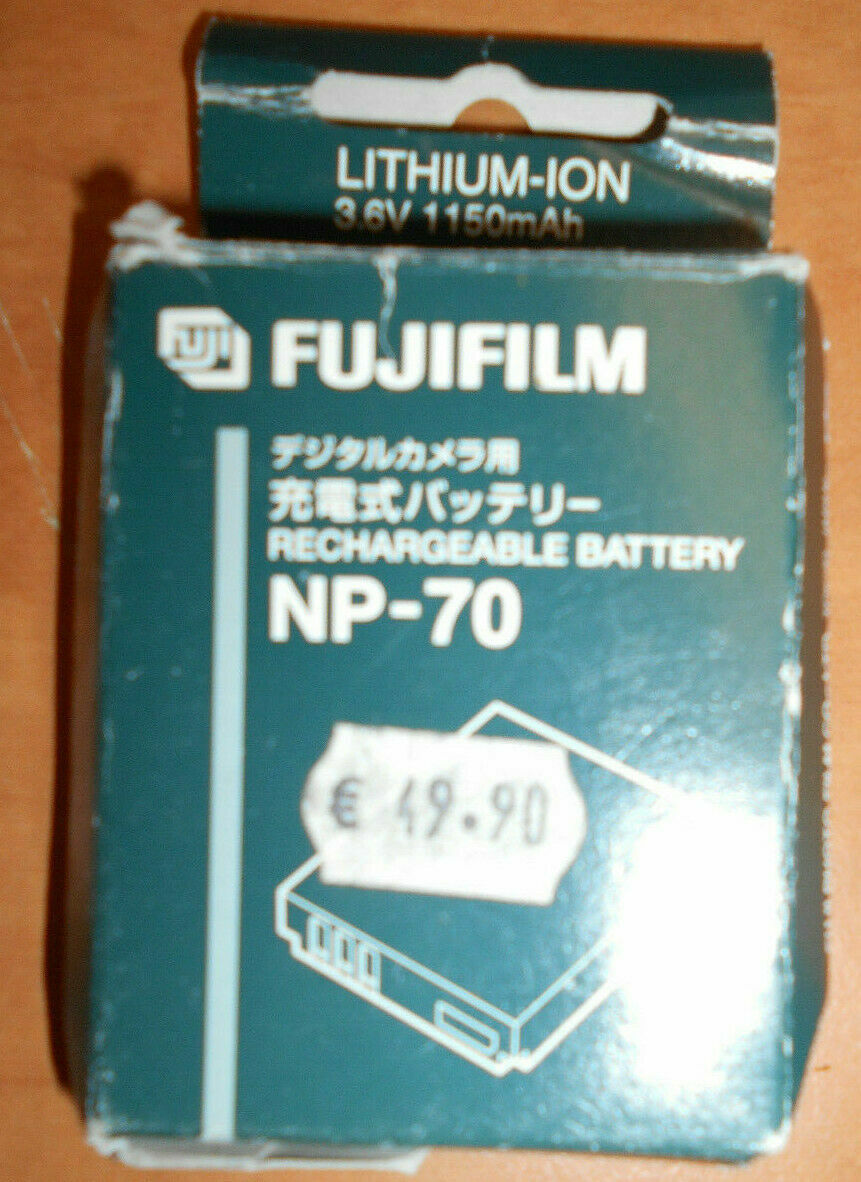 LITHIUM-ION
3.6V 1150mAh
FUJI FUJIFILM
デジタルカメラ用
充電式バッテリー
RECHARGEABLE BATTERY
NP-70
€ 49.90